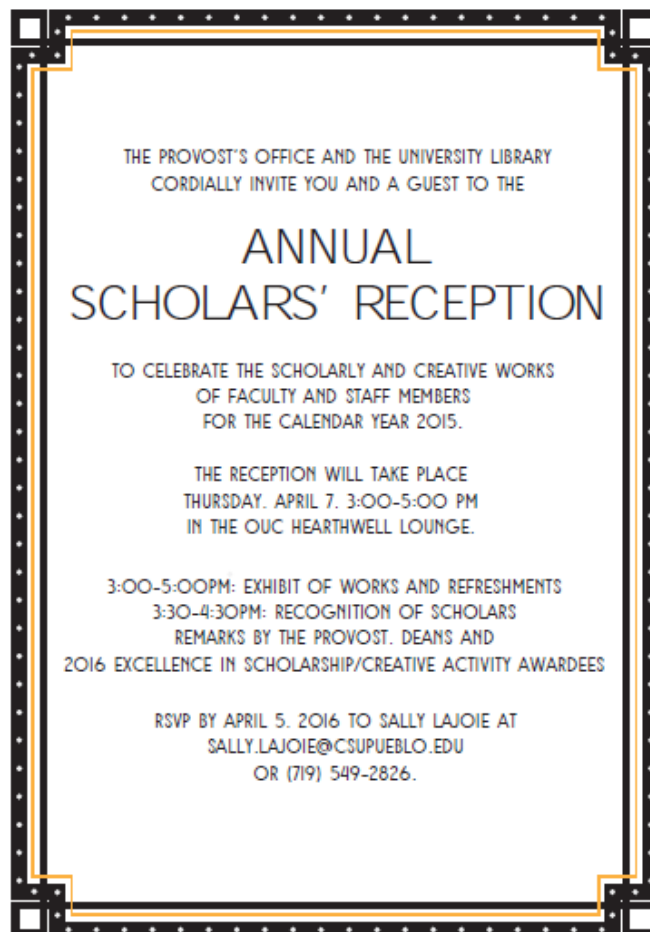 THE PROVOST'S OFFICE AND THE UNIVERSITY LIBRARY
CORDIALLY INVITE YOU AND A GUEST TO THE
ANNUAL
SCHOLARS' RECEPTION
TO CELEBRATE THE SCHOLARLY AND CREATIVE WORKS
OF FACULTY AND STAFF MEMBERS
FOR THE CALENDAR YEAR 2015.
THE RECEPTION WILL TAKE PLACE
THURSDAY, APRIL 7, 3:00-5:00 PM
IN THE OUC HEARTHWELL LOUNGE.
3:00-5:00PM: EXHIBIT OF WORKS AND REFRESHMENTS
3:30-4:30PM: RECOGNITION OF SCHOLARS
REMARKS BY THE PROVOST, DEANS AND
2016 EXCELLENCE IN SCHOLARSHIP/CREATIVE ACTIVITY AWARDEES
RSVP BY APRIL 5, 2016 TO SALLY LAJOIE AT
SALLY.LAJOIE@CSUPUEBLO.EDU
OR (719) 549-2826.